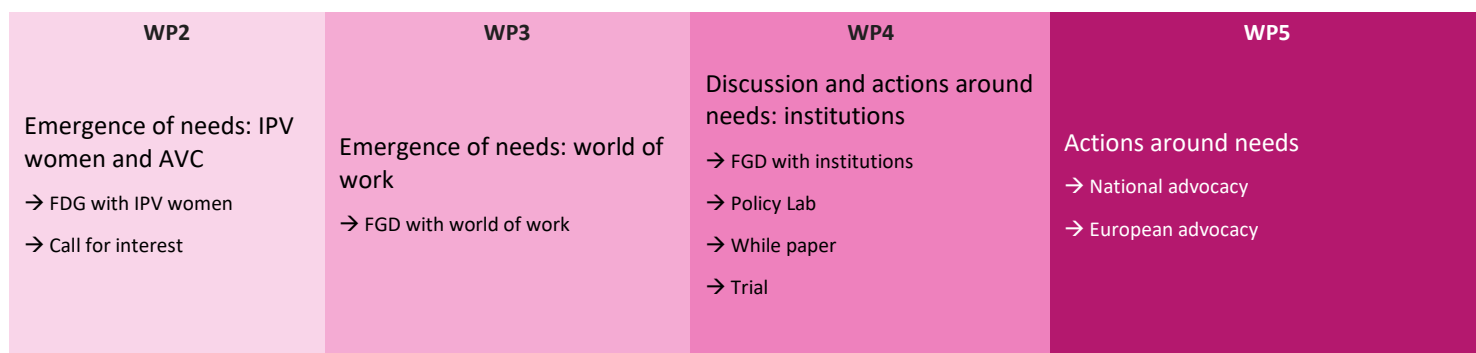 WP2
Emergence of needs: IPV
women and AVC
→ FDG with IPV women
→ Call for interest
WP3
Emergence of needs: world of
work
→ FGD with world of work
WP4
Discussion and actions around
needs: institutions
→ FGD with institutions
→ Policy Lab
→ While paper
→ Trial
WP5
Actions around needs
→ National advocacy
→ European advocacy